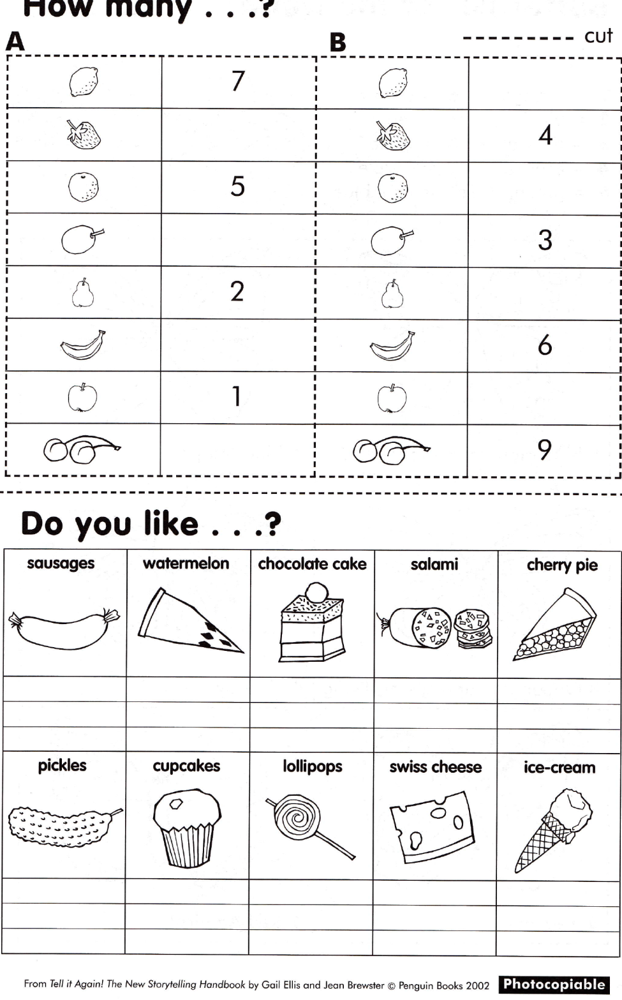 How many . . .?
A
B
cut
7
4
5
3
2
6
1
9
Do you like . . .?
sausages watermelon chocolate cake salami cherry pie
pickles cupcakes lollipops swiss cheese ice-cream
From Tell it Again! The New Storytelling Handbook by Gail Ellis and Jean Brewster © Penguin Books 2002 Photocopiable